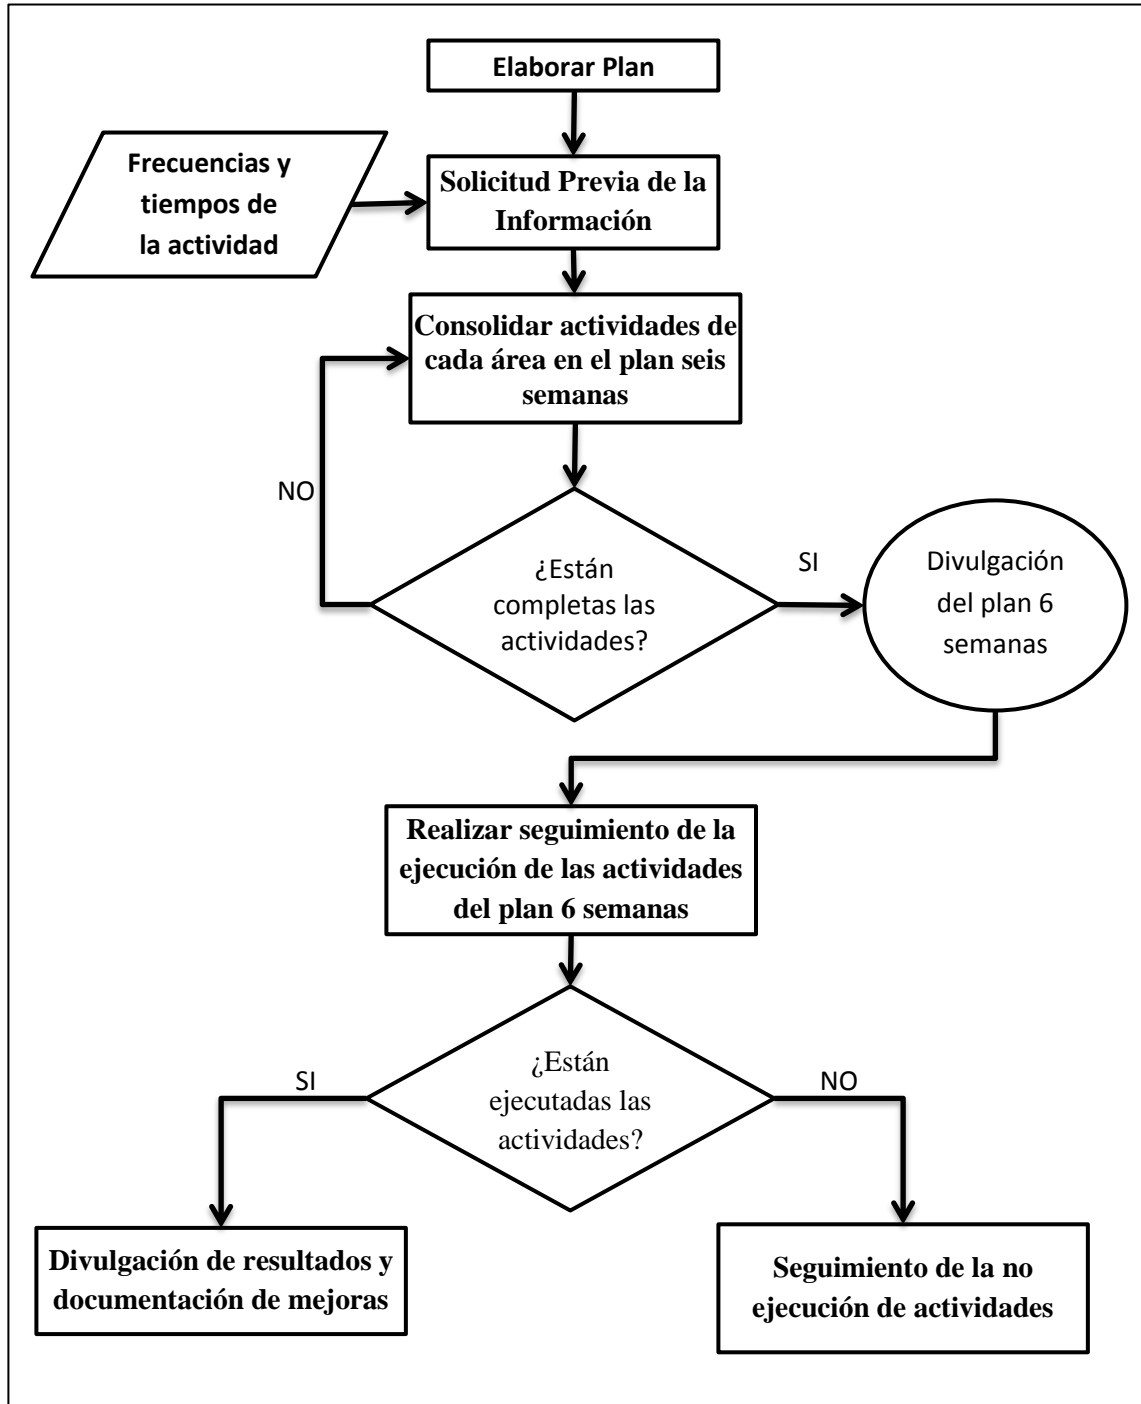 Elaborar Plan
Frecuencias y
tiempos de
la actividad
Solicitud Previa de la
Información
Consolidar actividades de
cada área en el plan seis
semanas
NO
¿Están
completas las
actividades?
SI
Divulgación
del plan 6
semanas
Realizar seguimiento de la
ejecución de las actividades
del plan 6 semanas
SI
¿Están
ejecutadas las
actividades?
NO
Divulgación de resultados y
documentación de mejoras
Seguimiento de la no
ejecución de actividades